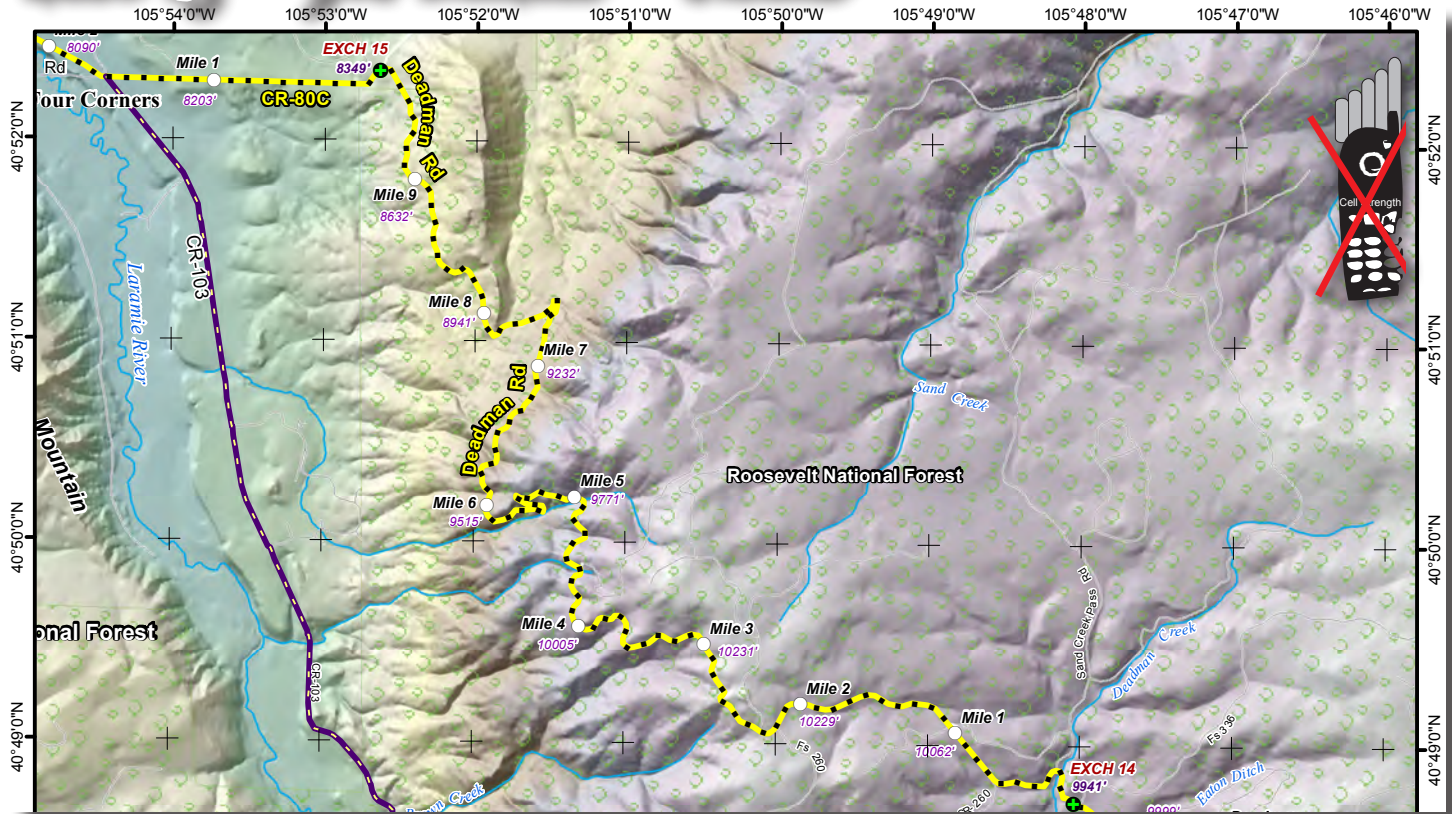 105°54'0"W 105°53'0"W 105°52'0"W 105°51'0"W 105°50'0"W 105°49'0"W 105°48'0"W 105°47'0"W 105°46'0"W
8090'
Rd
Mile 1
8203'
Four Corners
CR-80C
EXCH 15
8349'
Deadman Rd
Mile 9
8632'
40°52'0"N
40°52'0"N
Cell Strength
CR-103
Laramie River
Mile 8
8941'
40°51'0"N
40°51'0"N
Mile 7
9232'
Sand Creek
Deadman Rd
Mountain
Roosevelt National Forest
Mile 5
9771'
Mile 6
9515'
40°50'0"N
40°50'0"N
Sand Creek Pass Rd
Mile 4
10005'
Mile 3
10231'
onal Forest
Deadman Creek
CR-103
Mile 2
10229'
Mile 1
10062'
40°49'0"N
40°49'0"N
Fs 260
Fs 336
EXCH 14
9941'
Eaton Ditch
CR-260
Creek
9999'